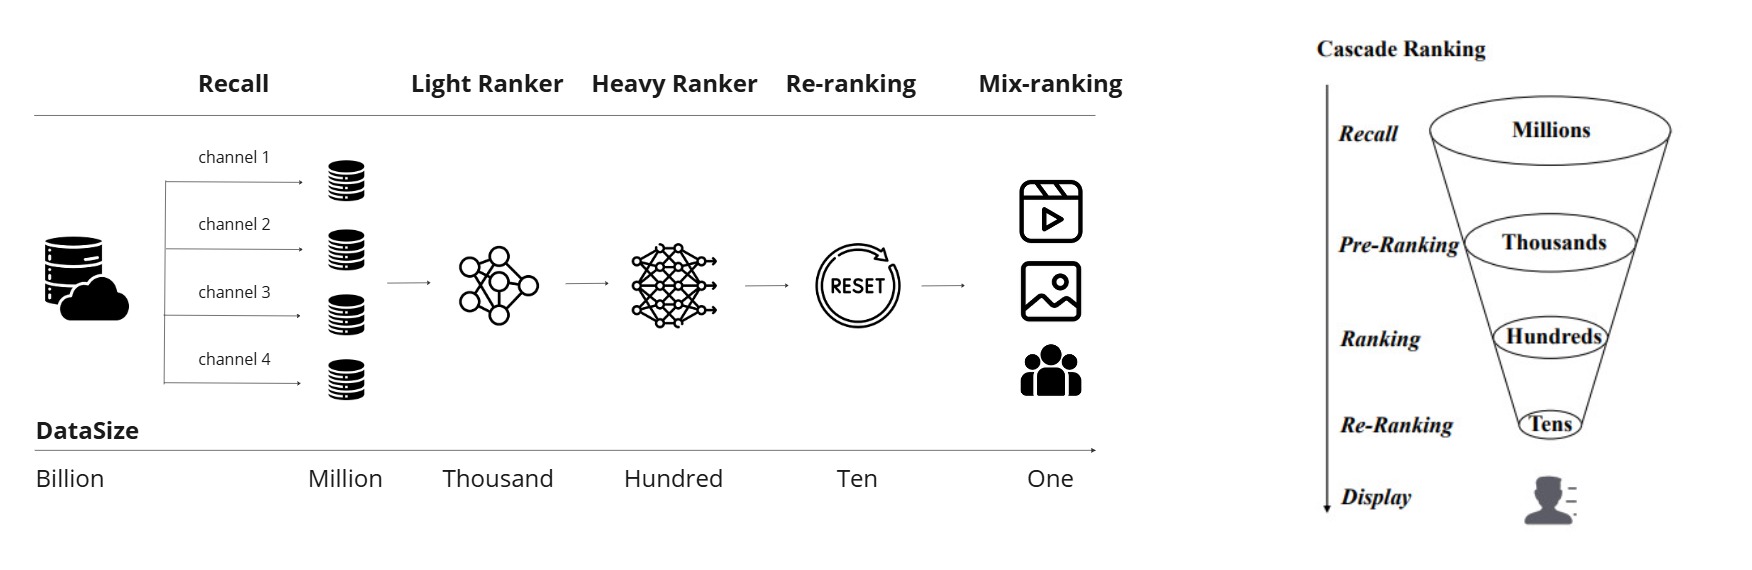 Recall
Light Ranker
Heavy Ranker
Re-ranking
Mix-ranking
channel 1
channel 2
channel 3
channel 4
RESET
DataSize
Billion
Million
Thousand
Hundred
Ten
One
Cascade Ranking
Recall
Millions
Pre-Ranking
Thousands
Ranking
Hundreds
Re-Ranking
Tens
Display